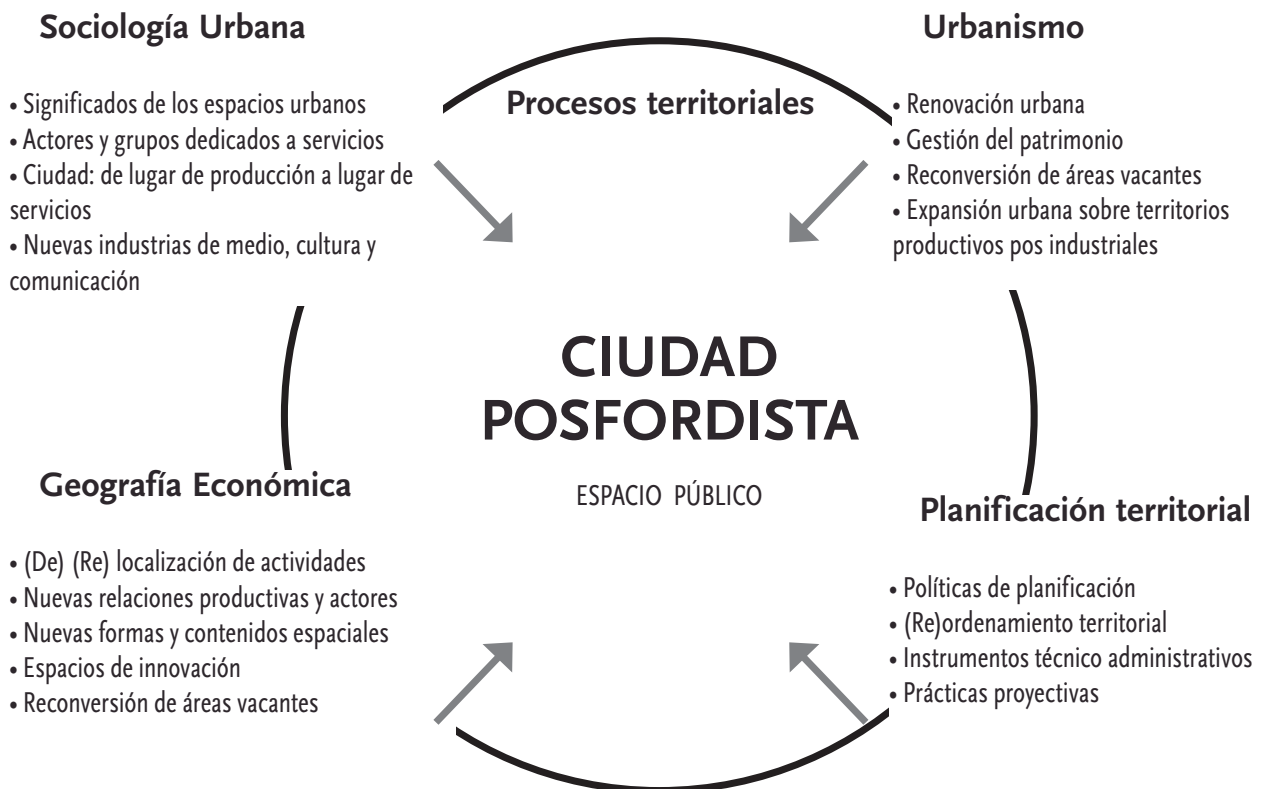 Sociología Urbana
• Significados de los espacios urbanos
• Actores y grupos dedicados a servicios
• Ciudad: de lugar de producción a lugar de
servicios
• Nuevas industrias de medio, cultura y
comunicación
Procesos territoriales
Urbanismo
• Renovación urbana
• Gestión del patrimonio
• Reconversión de áreas vacantes
• Expansión urbana sobre territorios
productivos pos industriales
CIUDAD
POSFORDISTA
ESPACIO PÚBLICO
Geografía Económica
• (De) (Re) localización de actividades
• Nuevas relaciones productivas y actores
• Nuevas formas y contenidos espaciales
• Espacios de innovación
• Reconversión de áreas vacantes
Planificación territorial
• Políticas de planificación
• (Re)ordenamiento territorial
• Instrumentos técnico administrativos
• Prácticas proyectivas